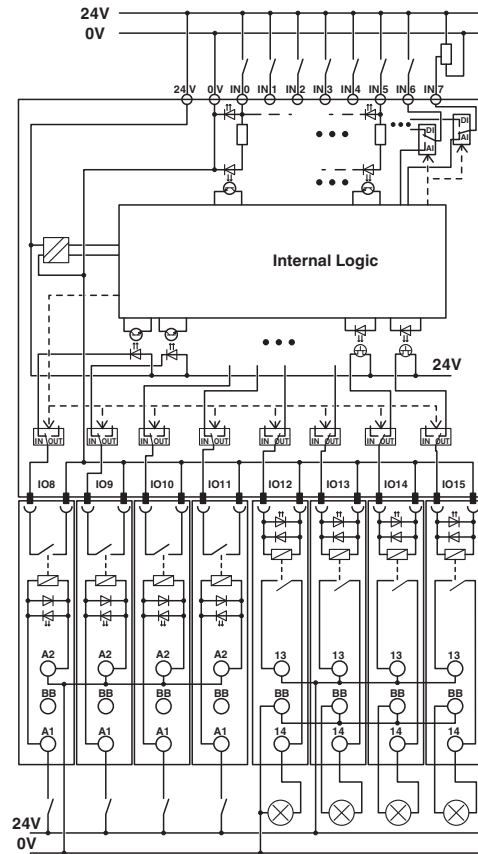 24V
0V
24 V 0 V IN 0 IN 1 IN 2 IN 3 IN 4 IN 5 IN 6 IN 7
DI
DI
AI
AI
Internal Logic
24V
IN OUT IN OUT IN OUT IN OUT IN OUT IN OUT IN OUT IN OUT
IO8 IO9 IO10 IO11 IO12 IO13 IO14 IO15
A2 A2 A2 A2 13 13 13 13
BB BB BB BB BB BB BB BB
A1 A1 A1 A1 14 14 14 14
24V
0V